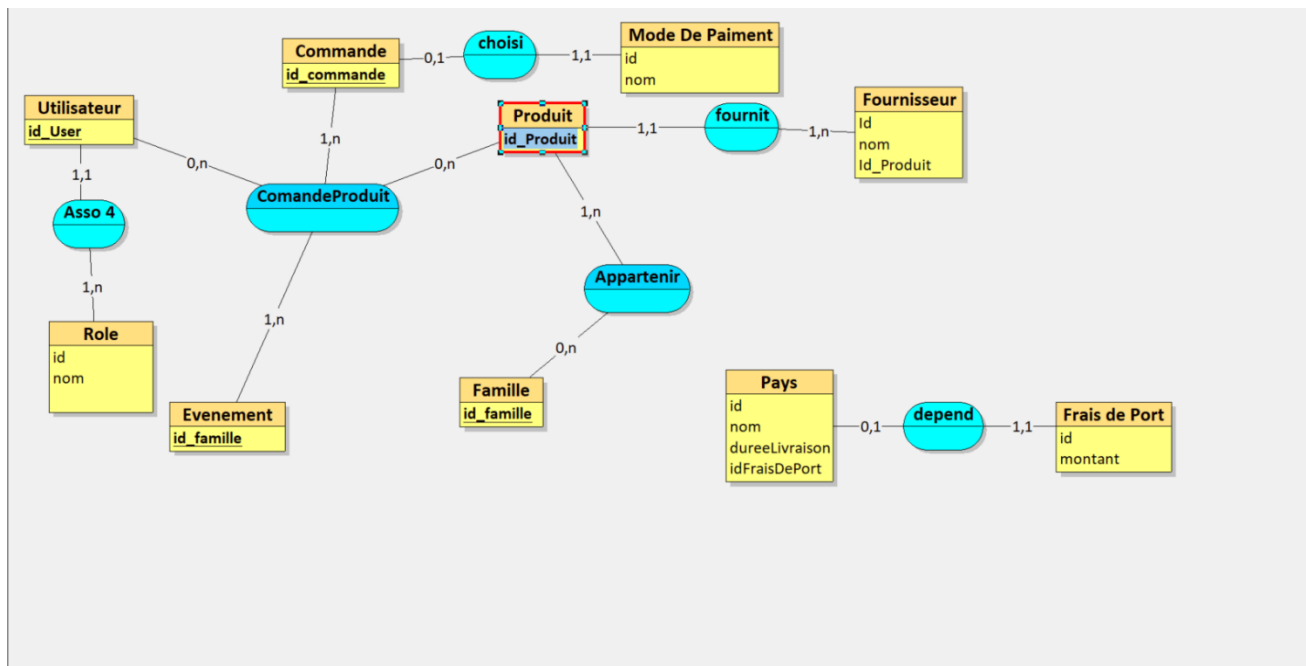 Commande
id_commande
0,1
choisi
1,1
Mode De Paiment
id
nom
Utilisateur
id_User
Produit
id_Produit
1,1
fournit
1,n
Fournisseur
Id
nom
Id_Produit
1,1
0,n
1,n
0,n
ComandeProduit
Asso 4
1,n
1,n
Appartenir
1,n
Role
id
nom
0,n
Evenement
id_famille
Famille
id_famille
Pays
id
nom
dureeLivraison
idFraisDePort
0,1
depend
1,1
Frais de Port
id
montant